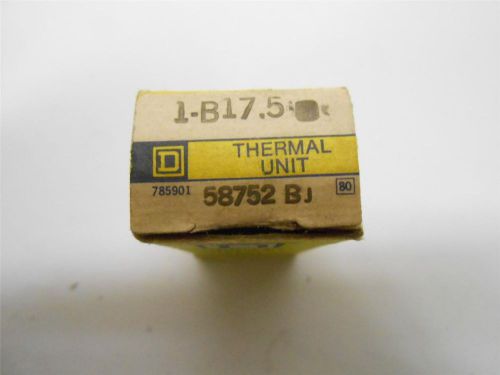 1-B17.5
D
THERMAL
UNIT
785901
58752 BJ
80